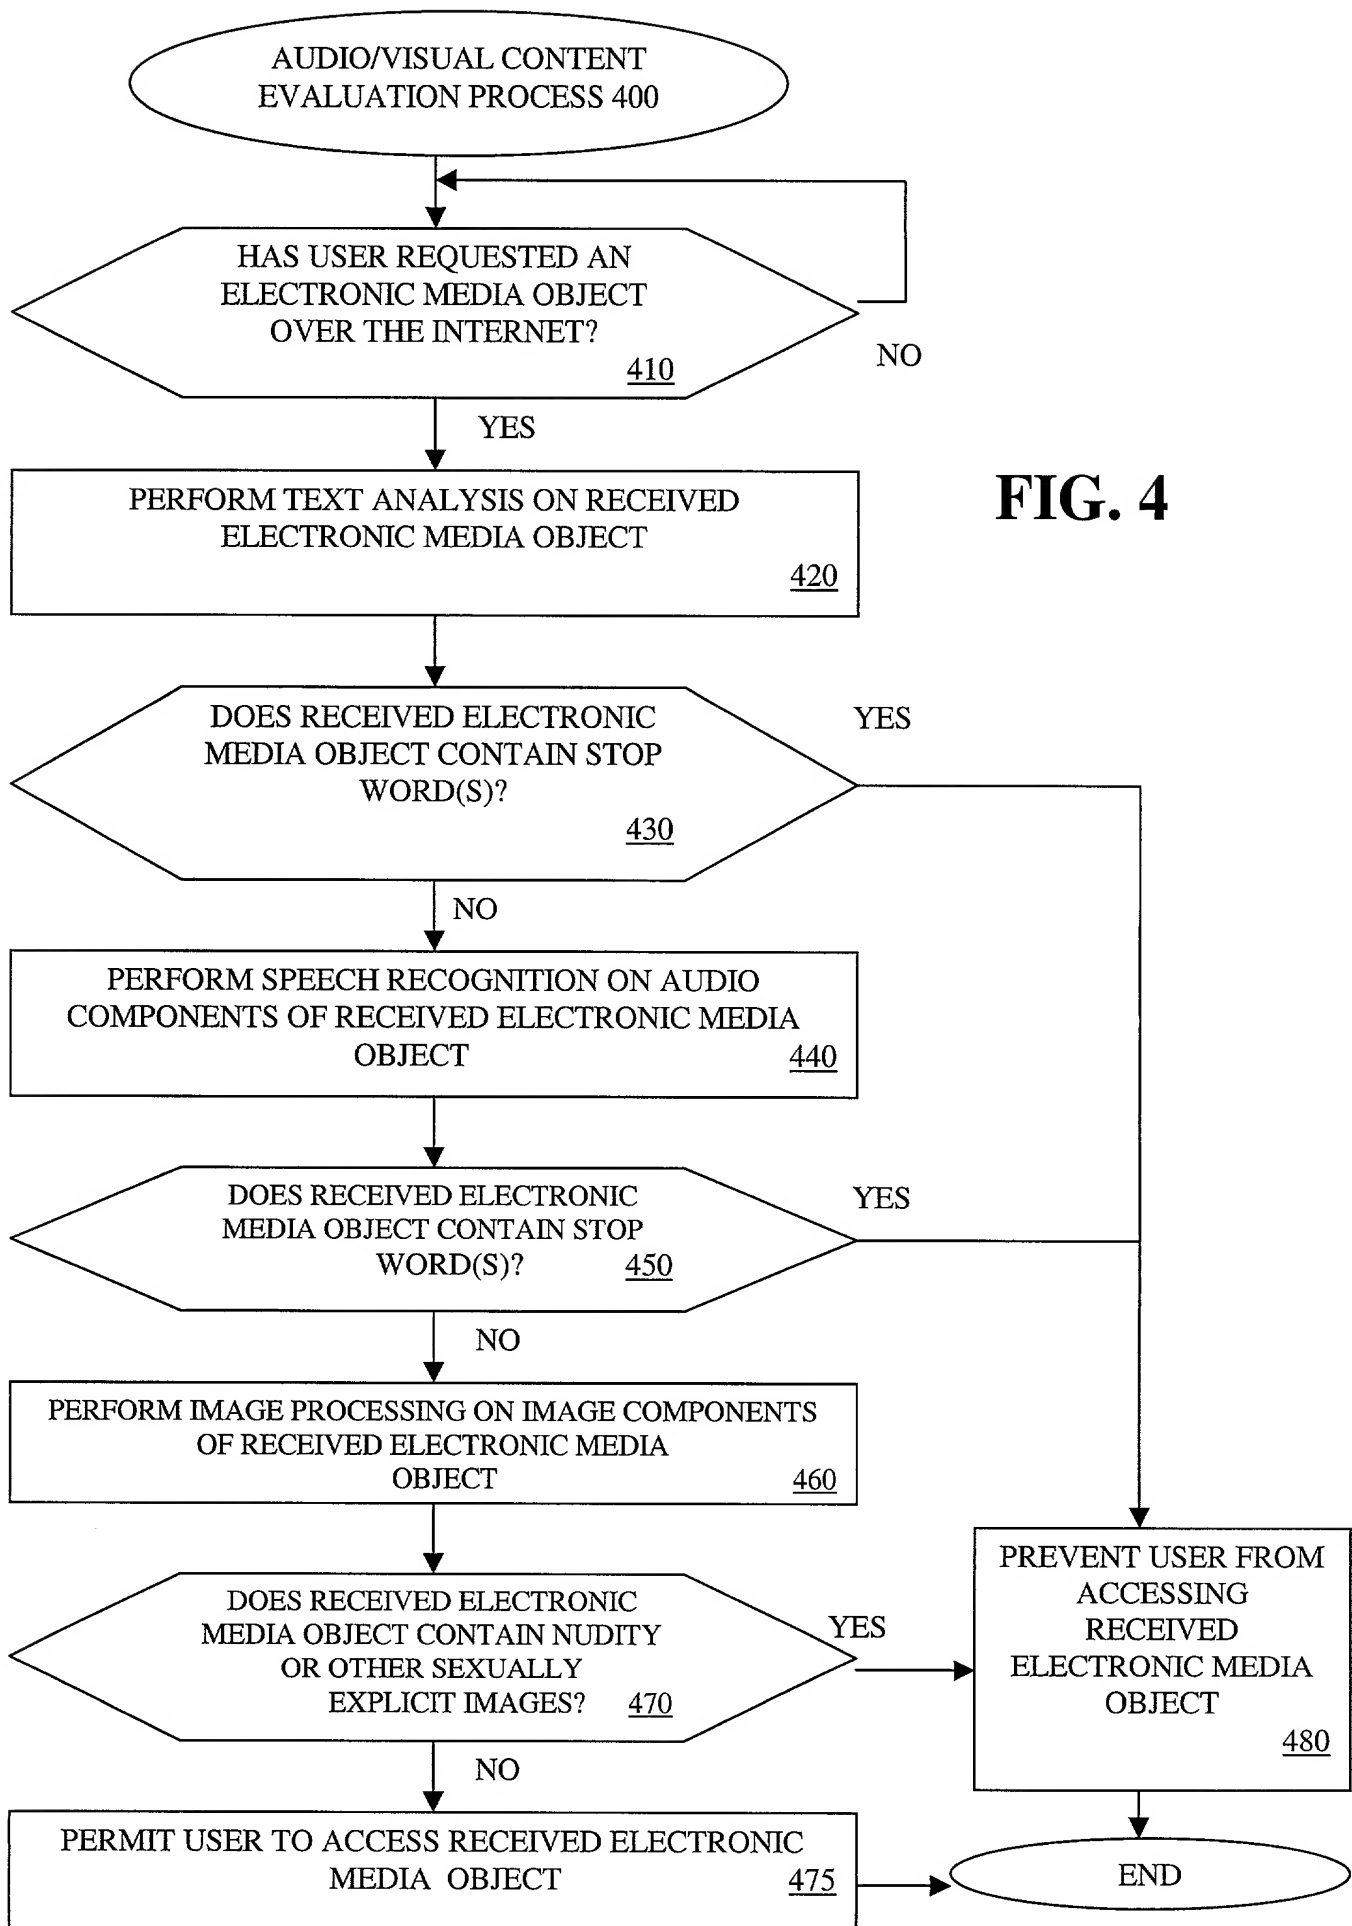 AUDIO/VISUAL CONTENT
EVALUATION PROCESS 400
HAS USER REQUESTED AN
ELECTRONIC MEDIA OBJECT
OVER THE INTERNET?
410
NO
YES
FIG. 4
PERFORM TEXT ANALYSIS ON RECEIVED
ELECTRONIC MEDIA OBJECT
420
DOES RECEIVED ELECTRONIC
MEDIA OBJECT CONTAIN STOP
WORD(S)?
430
YES
NO
PERFORM SPEECH RECOGNITION ON AUDIO
COMPONENTS OF RECEIVED ELECTRONIC MEDIA
OBJECT 440
DOES RECEIVED ELECTRONIC
MEDIA OBJECT CONTAIN STOP
WORD(S)? 450
YES
NO
PERFORM IMAGE PROCESSING ON IMAGE COMPONENTS
OF RECEIVED ELECTRONIC MEDIA
OBJECT 460
DOES RECEIVED ELECTRONIC
MEDIA OBJECT CONTAIN NUDITY
OR OTHER SEXUALLY
EXPLICIT IMAGES? 470
YES
NO
PREVENT USER FROM
ACCESSING
RECEIVED
ELECTRONIC MEDIA
OBJECT
480
PERMIT USER TO ACCESS RECEIVED ELECTRONIC
MEDIA OBJECT 475
END